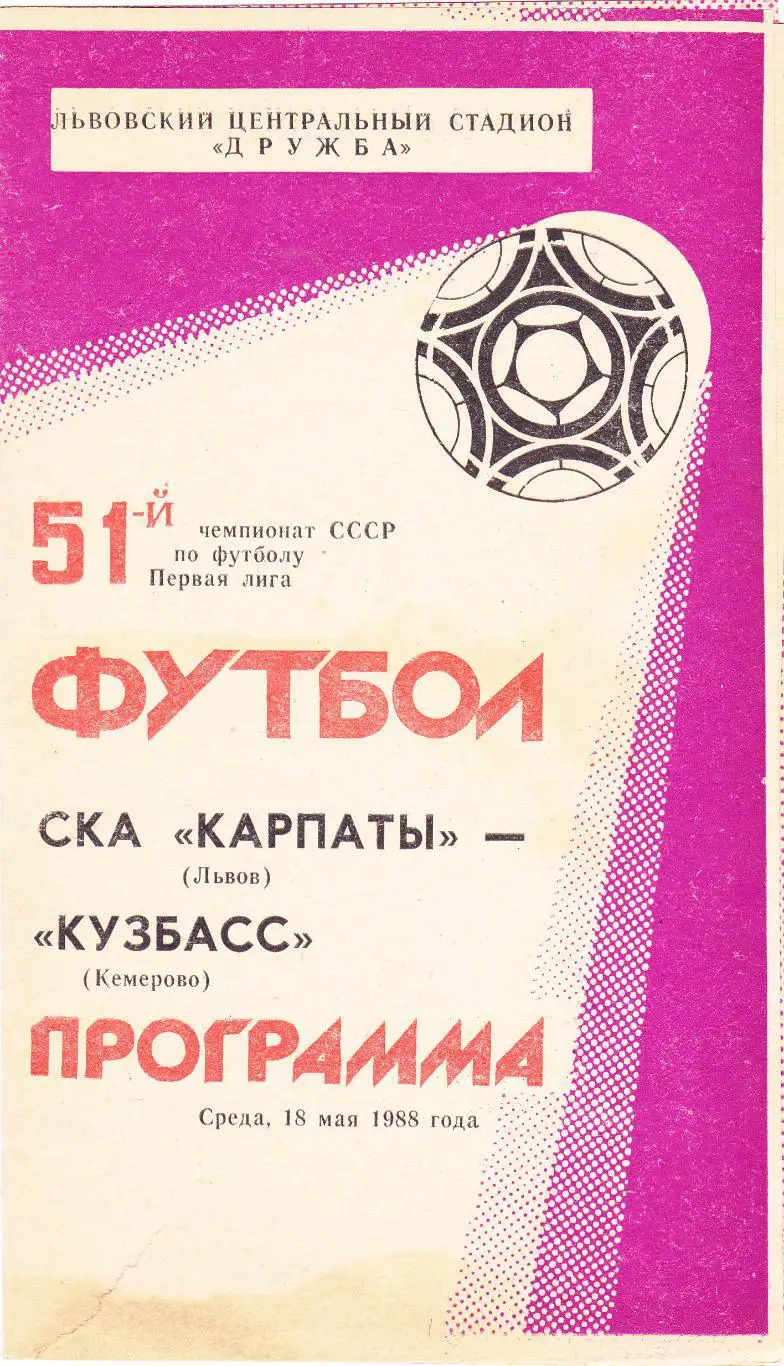 ЛЬВОВСКИЙ ЦЕНТРАЛЬНЫЙ СТАДИОН
«ДРУЖБА»
51-й чемпионат СССР
по футболу
Первая лига
ФУТБОЛ
СКА «КАРПАТЫ» —
(Львов)
«КУЗБАСС»
(Кемерово)
ПРОГРАММА
Среда, 18 мая 1988 года